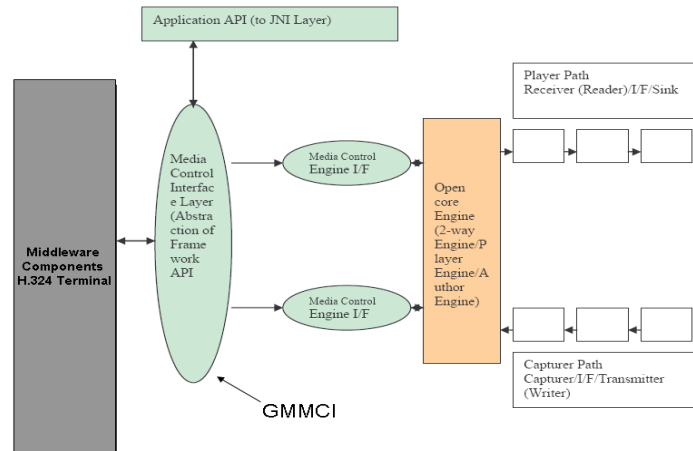 Application API (to JNI Layer)
Player Path
Receiver (Reader)/I/F/Sink
Media
Control
Interfac
e Layer
(Abstrac
tion of
Frame
work
API)
Media Control
Engine I/F
Open
core
Engine
(2-way
Engine/P
layer
Engine/A
uthor
Engine)
Middleware
Components
H.324 Terminal
Media Control
Engine I/F
Capturer Path
Capturer/I/F/Transmitter
(Writer)
GMMCI